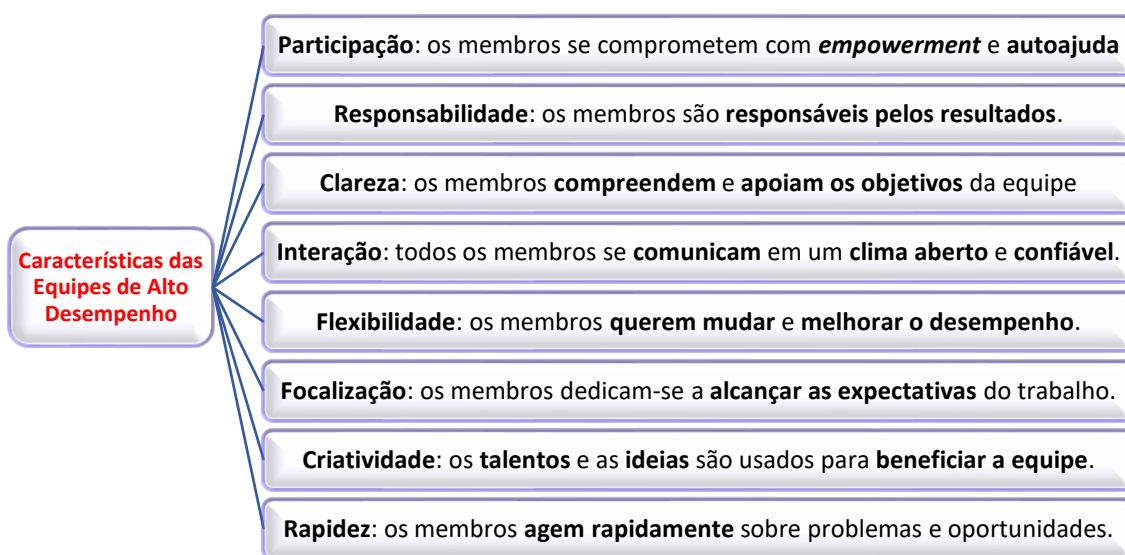 Participação: os membros se comprometem com empowerment e autoajuda
Responsabilidade: os membros são responsáveis pelos resultados.
Clareza: os membros compreendem e apoiam os objetivos da equipe
Interação: todos os membros se comunicam em um clima aberto e confiável.
Características das
Equipes de Alto
Desempenho
Flexibilidade: os membros querem mudar e melhorar o desempenho.
Focalização: os membros dedicam-se a alcançar as expectativas do trabalho.
Criatividade: os talentos e as ideias são usados para beneficiar a equipe.
Rapidez: os membros agem rapidamente sobre problemas e oportunidades.